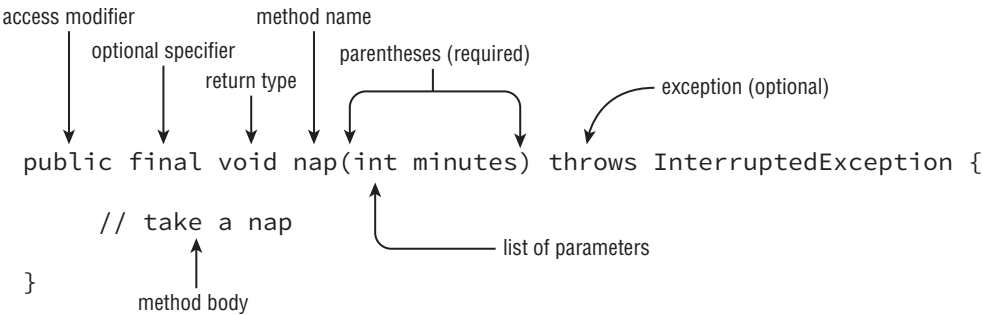 access modifier
method name
optional specifier
parentheses (required)
return type
exception (optional)
public final void nap(int minutes) throws InterruptedException {
// take a nap
list of parameters
}
method body